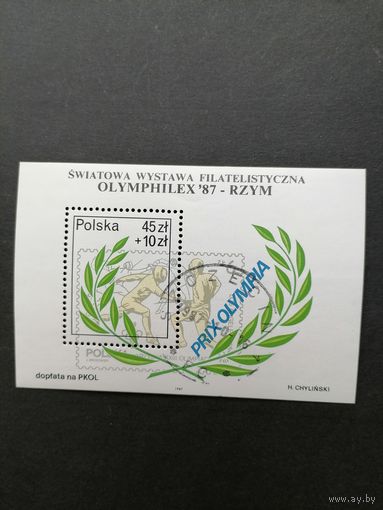 ŚWIATOWA WYSTAWA FILATELISTYCZNA
OLYMPHILEX '87 - RZYM
Polska 45 zł
+10 zł
PRIX OLYMPIA
dopłata na PKOL
1987
H. CHYLIŃSKI
www.ay.by